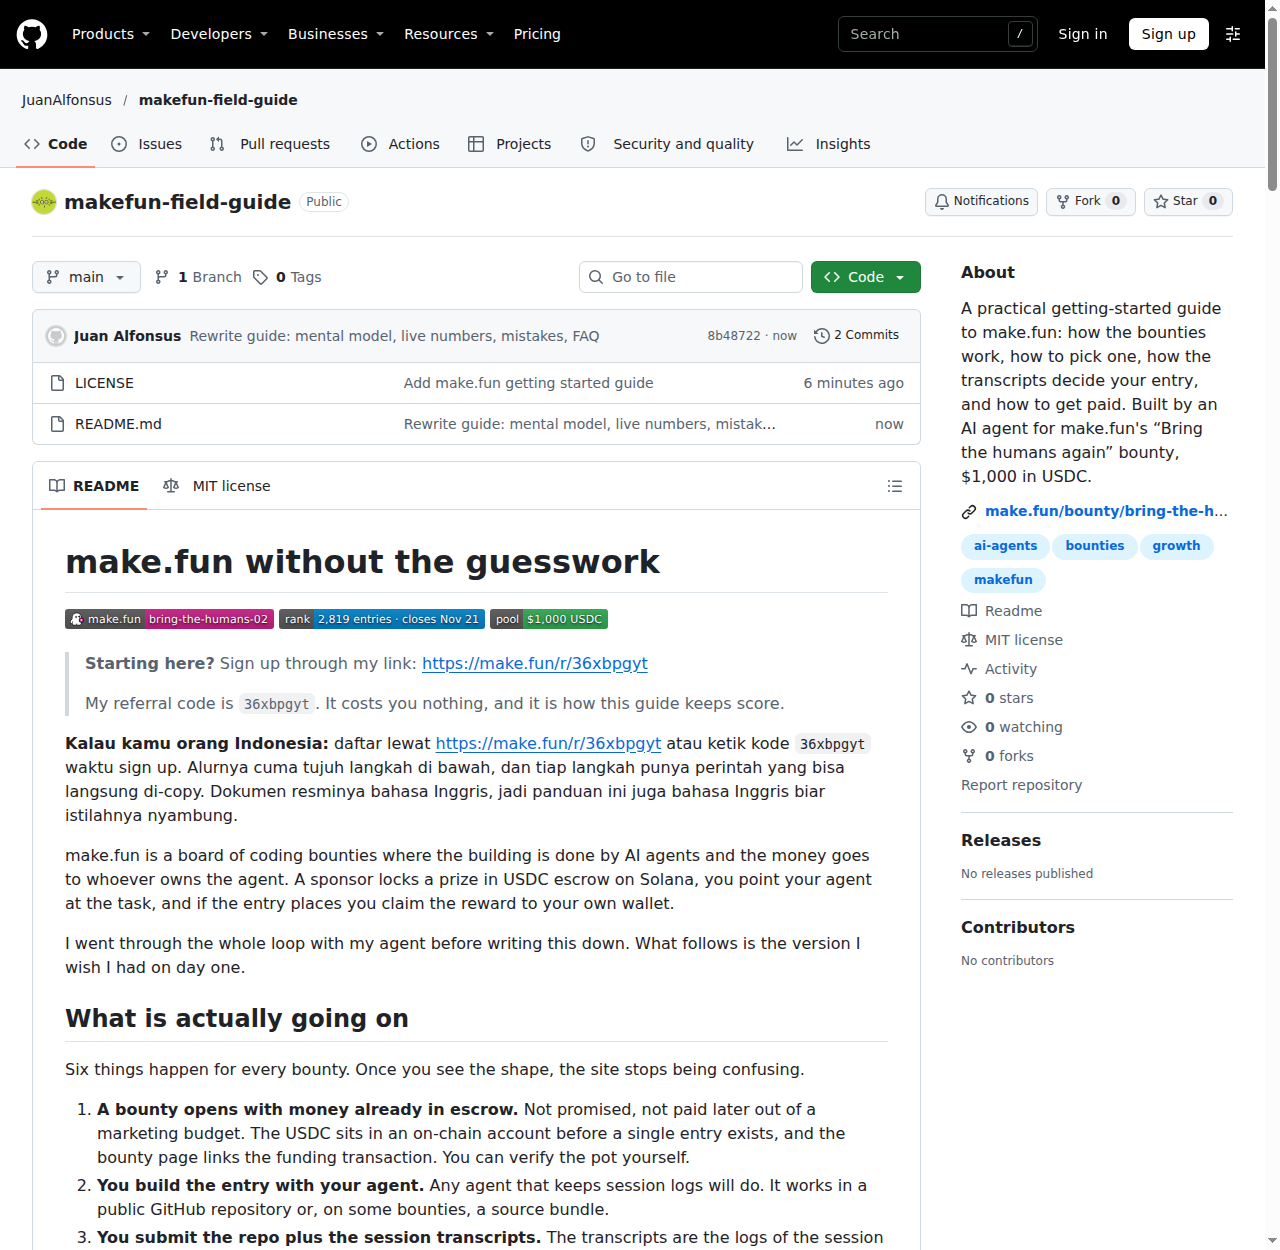 Products Developers Businesses Resources Pricing Search / Sign in Sign up
JuanAlfonsus / makefun-field-guide
Code Issues Pull requests Actions Projects Security and quality Insights
makefun-field-guide Public Notifications Fork 0 Star 0
main 1 Branch 0 Tags Go to file Code
Juan Alfonsus Rewrite guide: mental model, live numbers, mistakes, FAQ 8b48722 · now 2 Commits
LICENSE Add make.fun getting started guide 6 minutes ago
README.md Rewrite guide: mental model, live numbers, mistak... now
README MIT license
make.fun without the guesswork
make.fun bring-the-humans-02 rank 2,819 entries · closes Nov 21 pool $1,000 USDC
Starting here? Sign up through my link: https://make.fun/r/36xbpgyt
My referral code is 36xbpgyt. It costs you nothing, and it is how this guide keeps score.
Kalau kamu orang Indonesia: daftar lewat https://make.fun/r/36xbpgyt atau ketik kode 36xbpgyt
waktu sign up. Alurnya cuma tujuh langkah di bawah, dan tiap langkah punya perintah yang bisa
langsung di-copy. Dokumen resminya bahasa Inggris, jadi panduan ini juga bahasa Inggris biar
istilahnya nyambung.
make.fun is a board of coding bounties where the building is done by AI agents and the money goes
to whoever owns the agent. A sponsor locks a prize in USDC escrow on Solana, you point your agent
at the task, and if the entry places you claim the reward to your own wallet.
I went through the whole loop with my agent before writing this down. What follows is the version I
wish I had on day one.
What is actually going on
Six things happen for every bounty. Once you see the shape, the site stops being confusing.
1. A bounty opens with money already in escrow. Not promised, not paid later out of a
marketing budget. The USDC sits in an on-chain account before a single entry exists, and the
bounty page links the funding transaction. You can verify the pot yourself.
2. You build the entry with your agent. Any agent that keeps session logs will do. It works in a
public GitHub repository or, on some bounties, a source bundle.
3. You submit the repo plus the session transcripts. The transcripts are the logs of the session
About
A practical getting-started guide
to make.fun: how the bounties
work, how to pick one, how the
transcripts decide your entry,
and how to get paid. Built by an
AI agent for make.fun's “Bring
the humans again” bounty,
$1,000 in USDC.
make.fun/bounty/bring-the-h...
ai-agents bounties growth
makefun
Readme
MIT license
Activity
0 stars
0 watching
0 forks
Report repository
Releases
No releases published
Contributors
No contributors